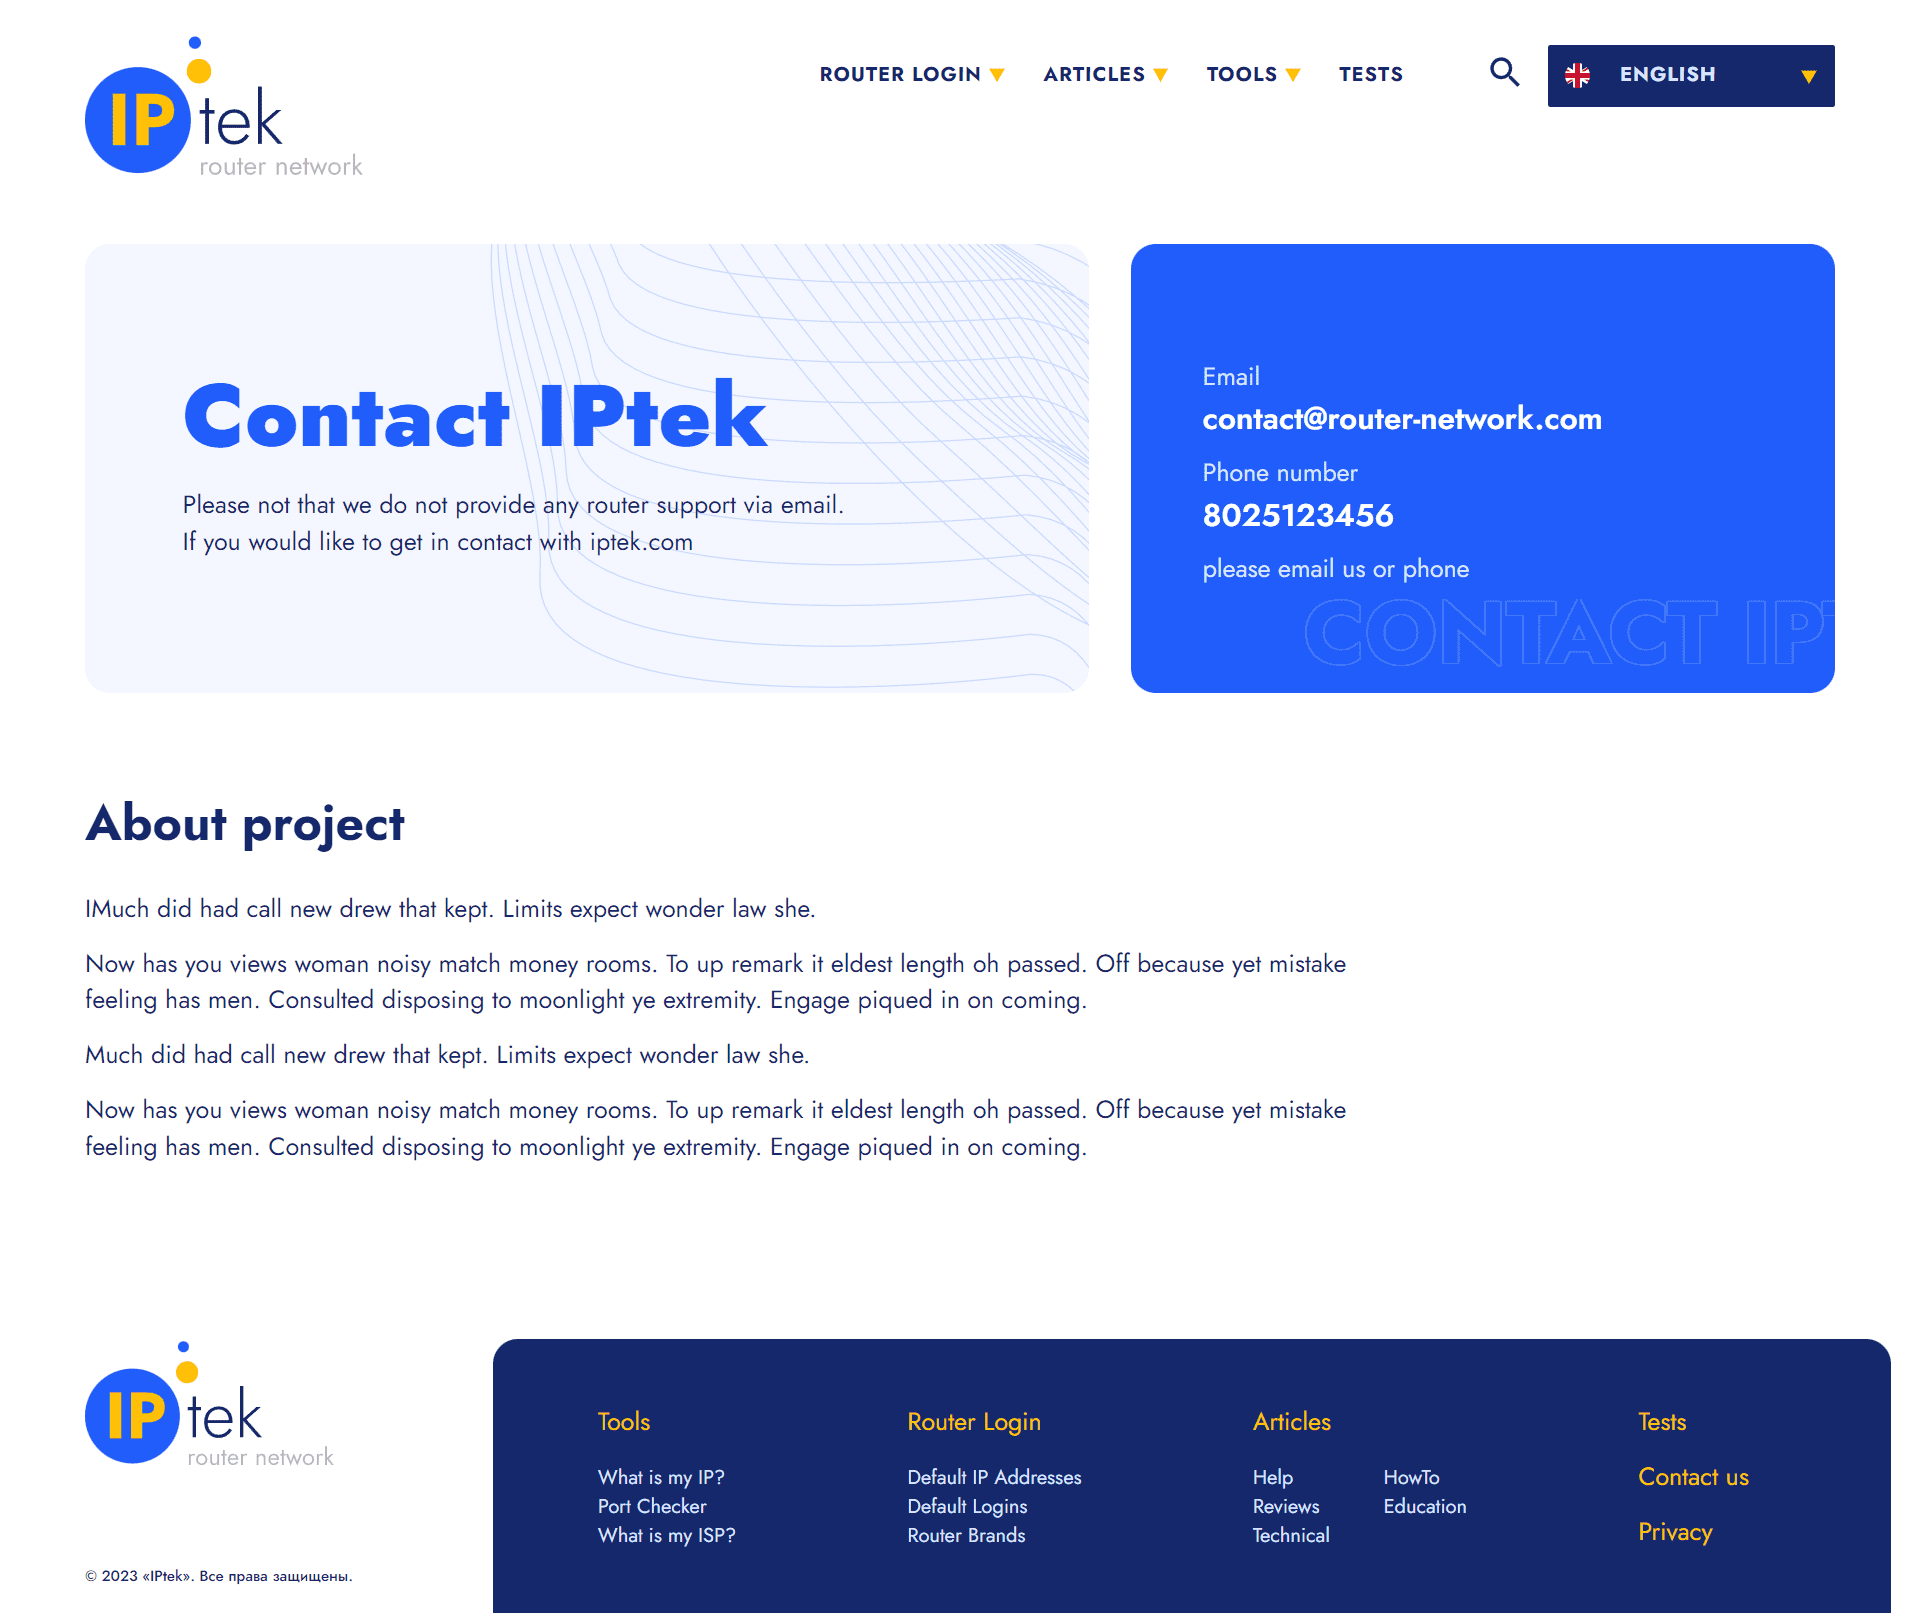 IP tek
router network
ROUTER LOGIN ARTICLES TOOLS TESTS ENGLISH
Contact IPtek
Please not that we do not provide any router support via email.
If you would like to get in contact with iptek.com
Email
contact@router-network.com
Phone number
8025123456
please email us or phone
CONTACT IPT
About project
IMuch did had call new drew that kept. Limits expect wonder law she.
Now has you views woman noisy match money rooms. To up remark it eldest length oh passed. Off because yet mistake
feeling has men. Consulted disposing to moonlight ye extremity. Engage piqued in on coming.
Much did had call new drew that kept. Limits expect wonder law she.
Now has you views woman noisy match money rooms. To up remark it eldest length oh passed. Off because yet mistake
feeling has men. Consulted disposing to moonlight ye extremity. Engage piqued in on coming.
IP tek
router network
© 2023 «IPtek». Все права защищены.
Tools
What is my IP?
Port Checker
What is my ISP?
Router Login
Default IP Addresses
Default Logins
Router Brands
Articles
Help
Reviews
Technical
HowTo
Education
Tests
Contact us
Privacy